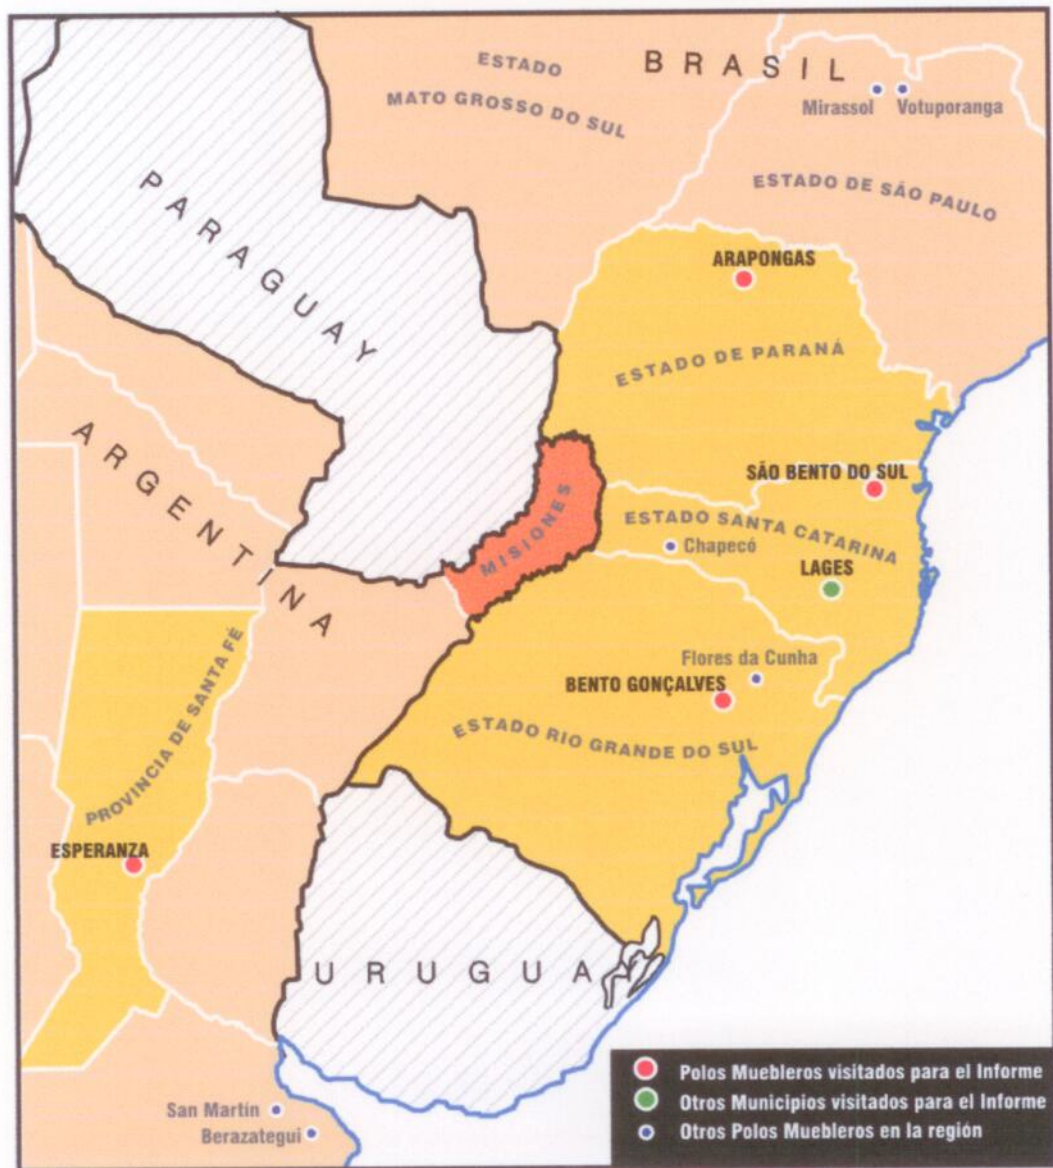 BRASIL
ESTADO
MATO GROSSO DO SUL
Mirassol
Votuporanga
ESTADO DE SÃO PAULO
PARAGUAY
ARAPONGAS
ESTADO DE PARANÁ
ARGENTINA
SÃO BENTO DO SUL
MISIONES
ESTADO SANTA CATARINA
Chapecó
LAGES
PROVINCIA DE SANTA FÉ
Flores da Cunha
BENTO GONÇALVES
ESTADO RIO GRANDE DO SUL
ESPERANZA
URUGUA
San Martín
Berazategui
Polos Muebleros visitados para el Informe
Otros Municipios visitados para el Informe
Otros Polos Muebleros en la región